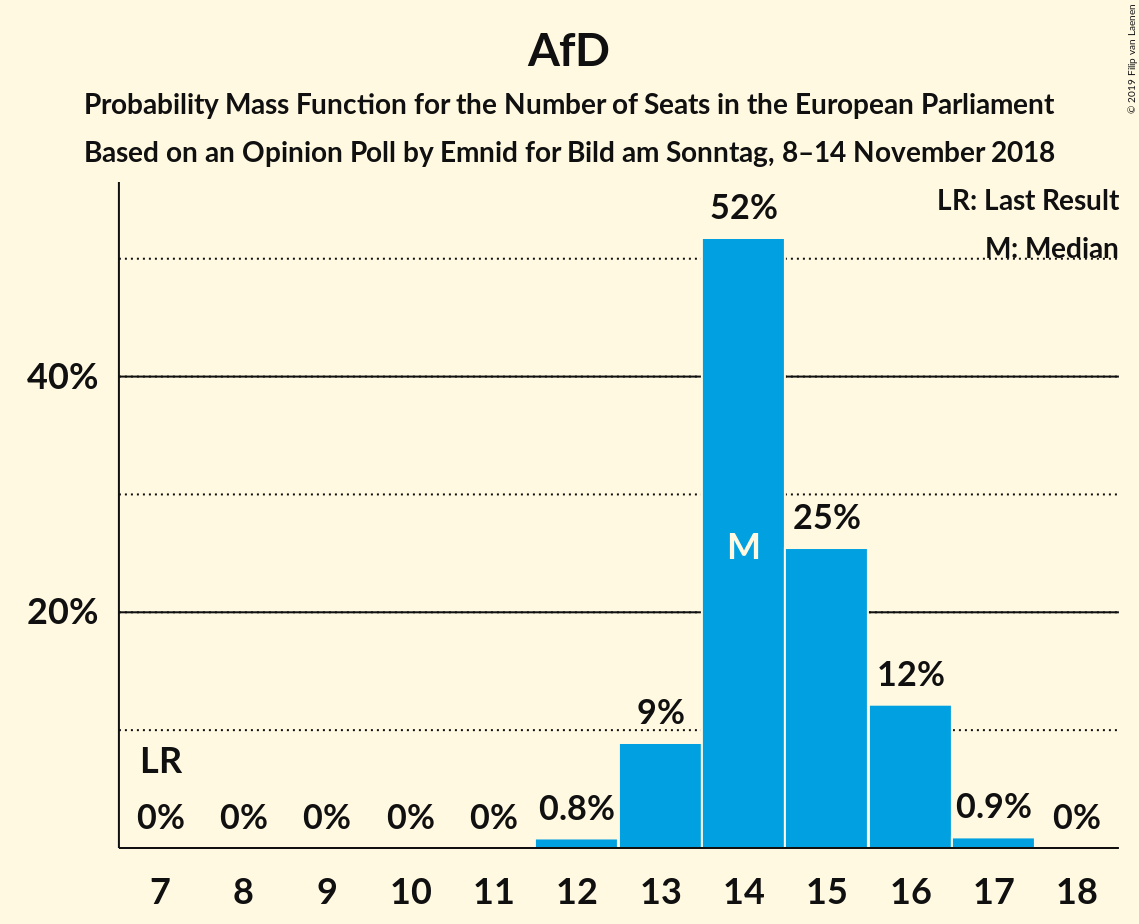 AfD
Probability Mass Function for the Number of Seats in the European Parliament
Based on an Opinion Poll by Emnid for Bild am Sonntag, 8–14 November 2018
© 2019 Filip van Laenen
LR: Last Result
M: Median
52%
40%
25%
M
20%
12%
9%
LR
0% 0% 0% 0% 0% 0.8% 0.9% 0%
7 8 9 10 11 12 13 14 15 16 17 18